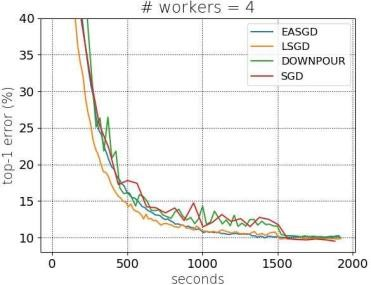 # workers = 4
top-1 error (%)
40
35
30
25
20
15
10
EASGD
LSGD
DOWNPOUR
SGD
0 500 1000 1500 2000
seconds